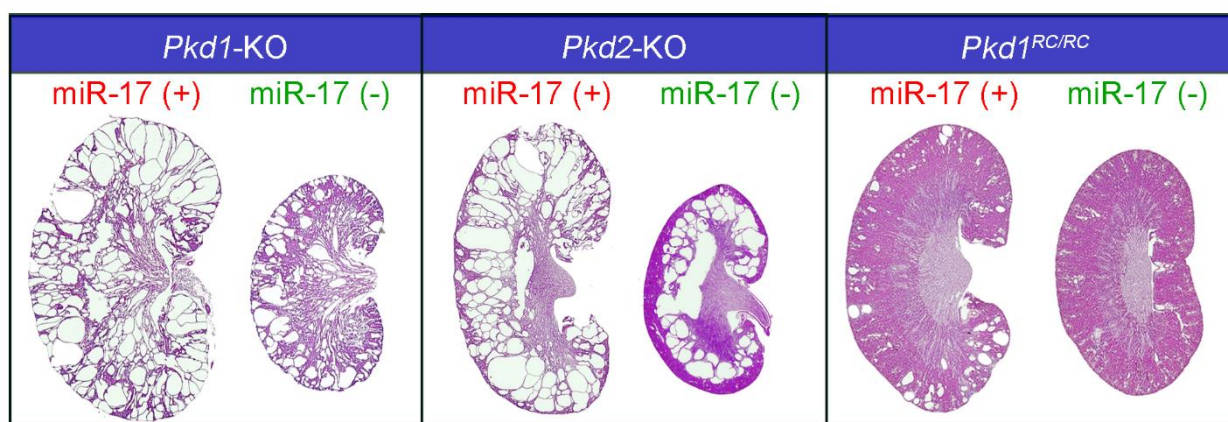 Pkd1-KO
Pkd2-KO
Pkd1RC/RC
miR-17 (+) miR-17 (-)
miR-17 (+) miR-17 (-)
miR-17 (+) miR-17 (-)